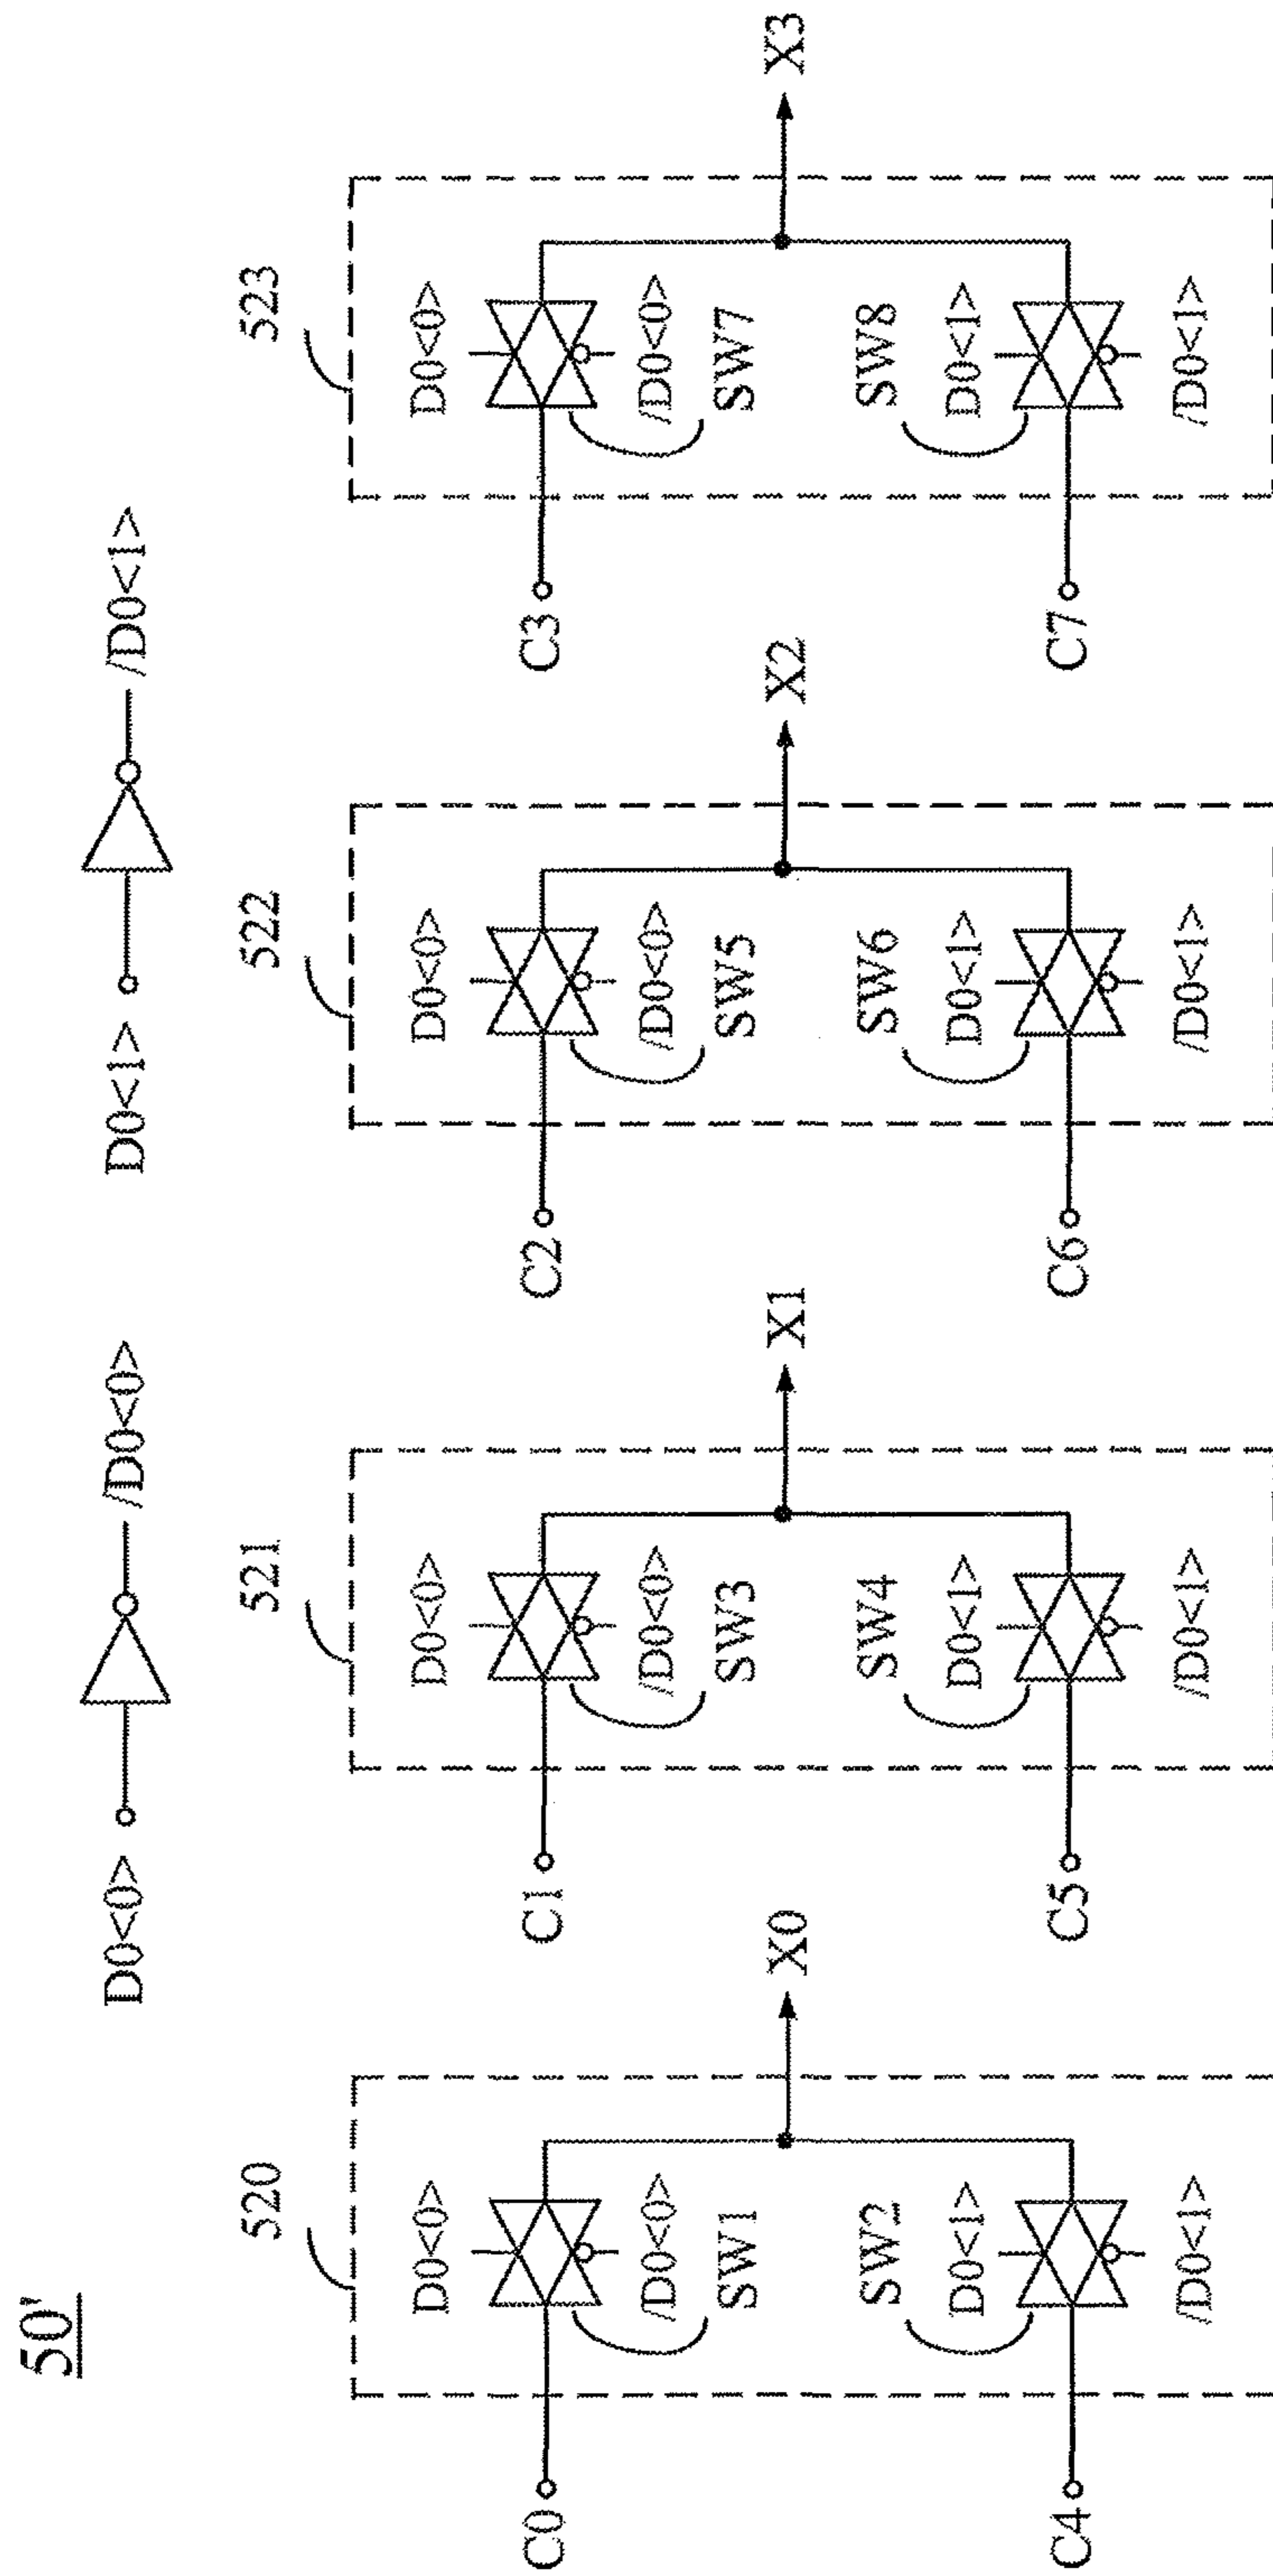 50'
D0<0> /D0<0> D0<1> /D0<1>
520 521 522 523
D0<0> D0<0> D0<0> D0<0>
C0 C1 C2 C3
/D0<0> /D0<0> /D0<0> /D0<0>
SW1 SW3 SW5 SW7
X0 X1 X2 X3
SW2 SW4 SW6 SW8
D0<1> D0<1> D0<1> D0<1>
C4 C5 C6 C7
/D0<1> /D0<1> /D0<1> /D0<1>